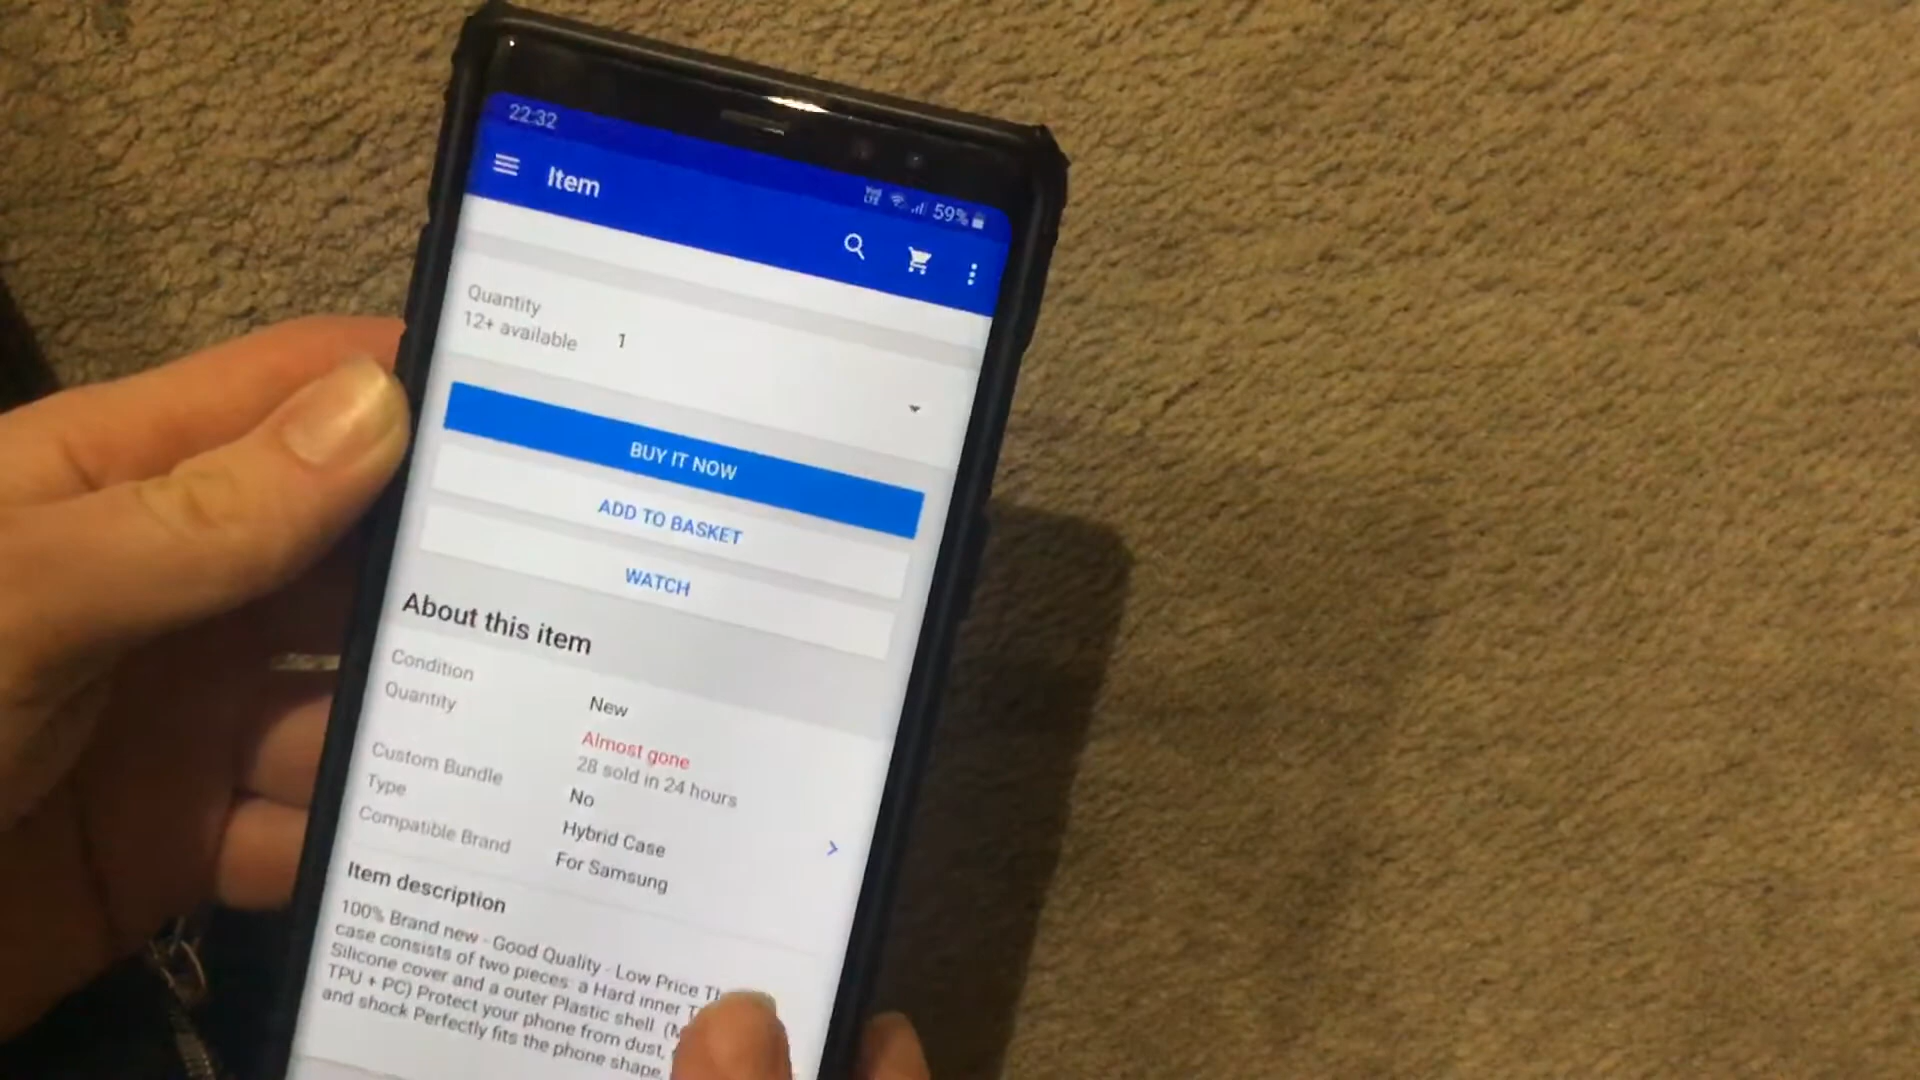 22:32
Item
59%
Quantity
12+ available
1
BUY IT NOW
ADD TO BASKET
WATCH
About this item
Condition
New
Quantity
Almost gone
28 sold in 24 hours
Custom Bundle
No
Type
Hybrid Case
Compatible Brand
For Samsung
Item description
100% Brand new - Good Quality - Low Price
case consists of two pieces: a Hard inner
Silicone cover and a outer Plastic shell.
TPU + PC) Protect your phone from dust,
and shock Perfectly fits the phone shape,